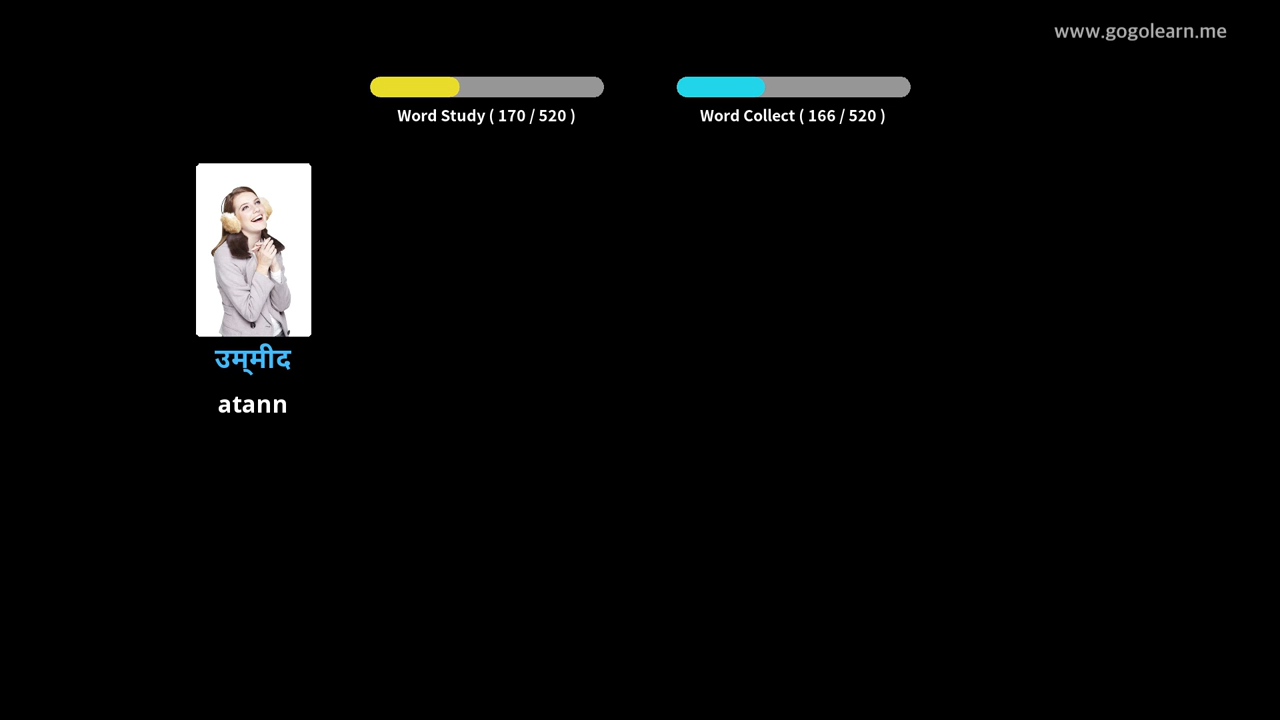 www.gogolearn.me
Word Study ( 170 / 520 )
Word Collect ( 166 / 520 )
उम्मीद
atann